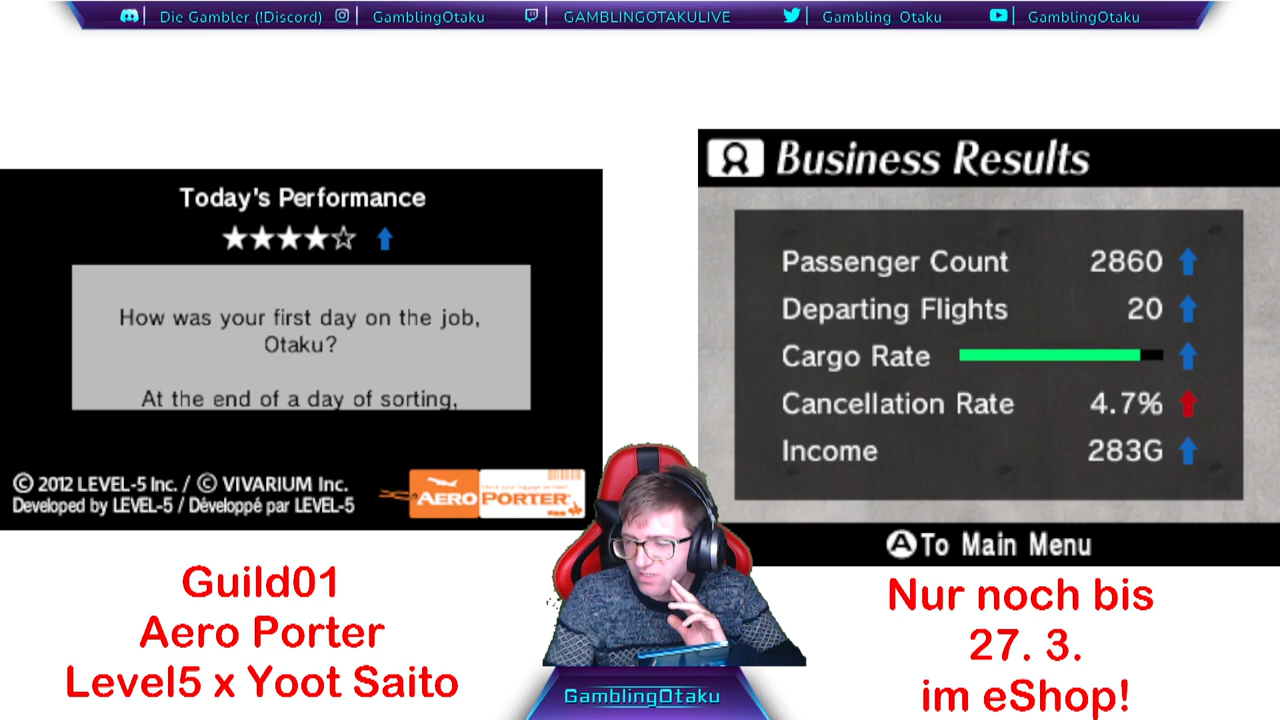 Die Gambler (!Discord) GamblingOtaku GAMBLINGOTAKULIVE Gambling Otaku GamblingOtaku
Today's Performance
How was your first day on the job,
Otaku?
At the end of a day of sorting,
© 2012 LEVEL-5 Inc. / © VIVARIUM Inc.
Developed by LEVEL-5 / Développé par LEVEL-5
AERO PORTER
Business Results
Passenger Count 2860
Departing Flights 20
Cargo Rate
Cancellation Rate 4.7%
Income 283G
A To Main Menu
Guild01
Aero Porter
Level5 x Yoot Saito
Nur noch bis
27. 3.
im eShop!
GamblingOtaku